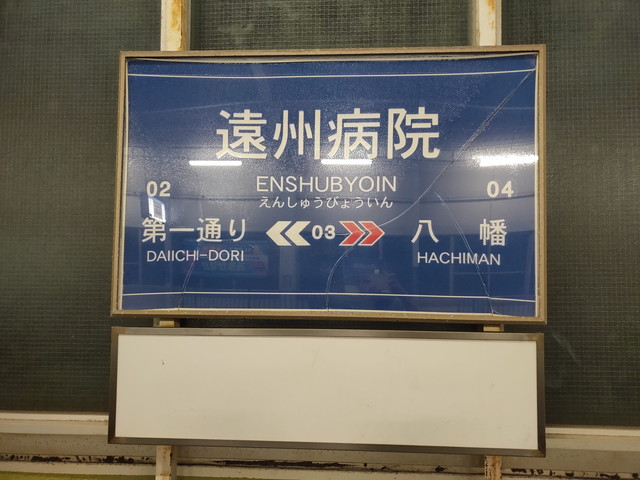 遠州病院
ENSHUBYOIN
えんしゅうびょういん
02 04
第一通り 03 八幡
DAIICHI-DORI HACHIMAN